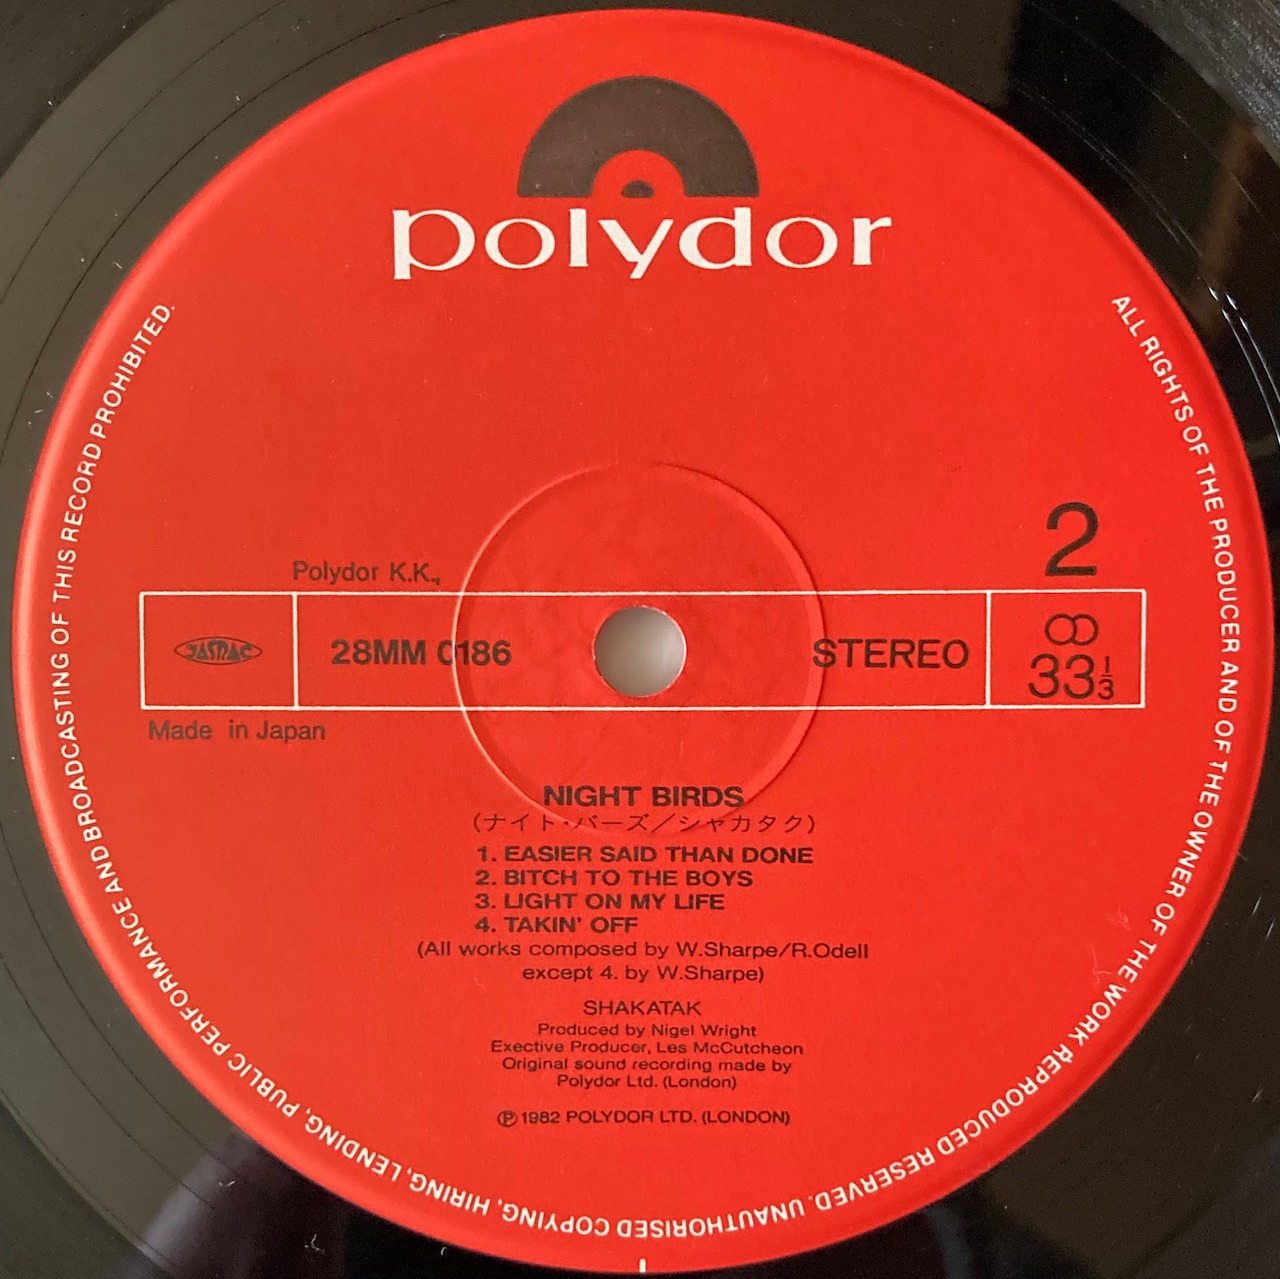 polydor
ALL RIGHTS OF THE PRODUCER AND OF THE OWNER OF THE WORK REPRODUCED RESERVED. UNAUTHORISED COPYING, HIRING, LENDING, PUBLIC PERFORMANCE AND BROADCASTING OF THIS RECORD PROHIBITED.
2
Polydor K.K.,
JASRAC
28MM 0186
STEREO
33 1/3
Made in Japan
NIGHT BIRDS
(ナイト・バーズ／シャカタク)
1. EASIER SAID THAN DONE
2. BITCH TO THE BOYS
3. LIGHT ON MY LIFE
4. TAKIN' OFF
(All works composed by W.Sharpe/R.Odell
except 4. by W.Sharpe)
SHAKATAK
Produced by Nigel Wright
Exective Producer, Les McCutcheon
Original sound recording made by
Polydor Ltd. (London)
℗ 1982 POLYDOR LTD. (LONDON)